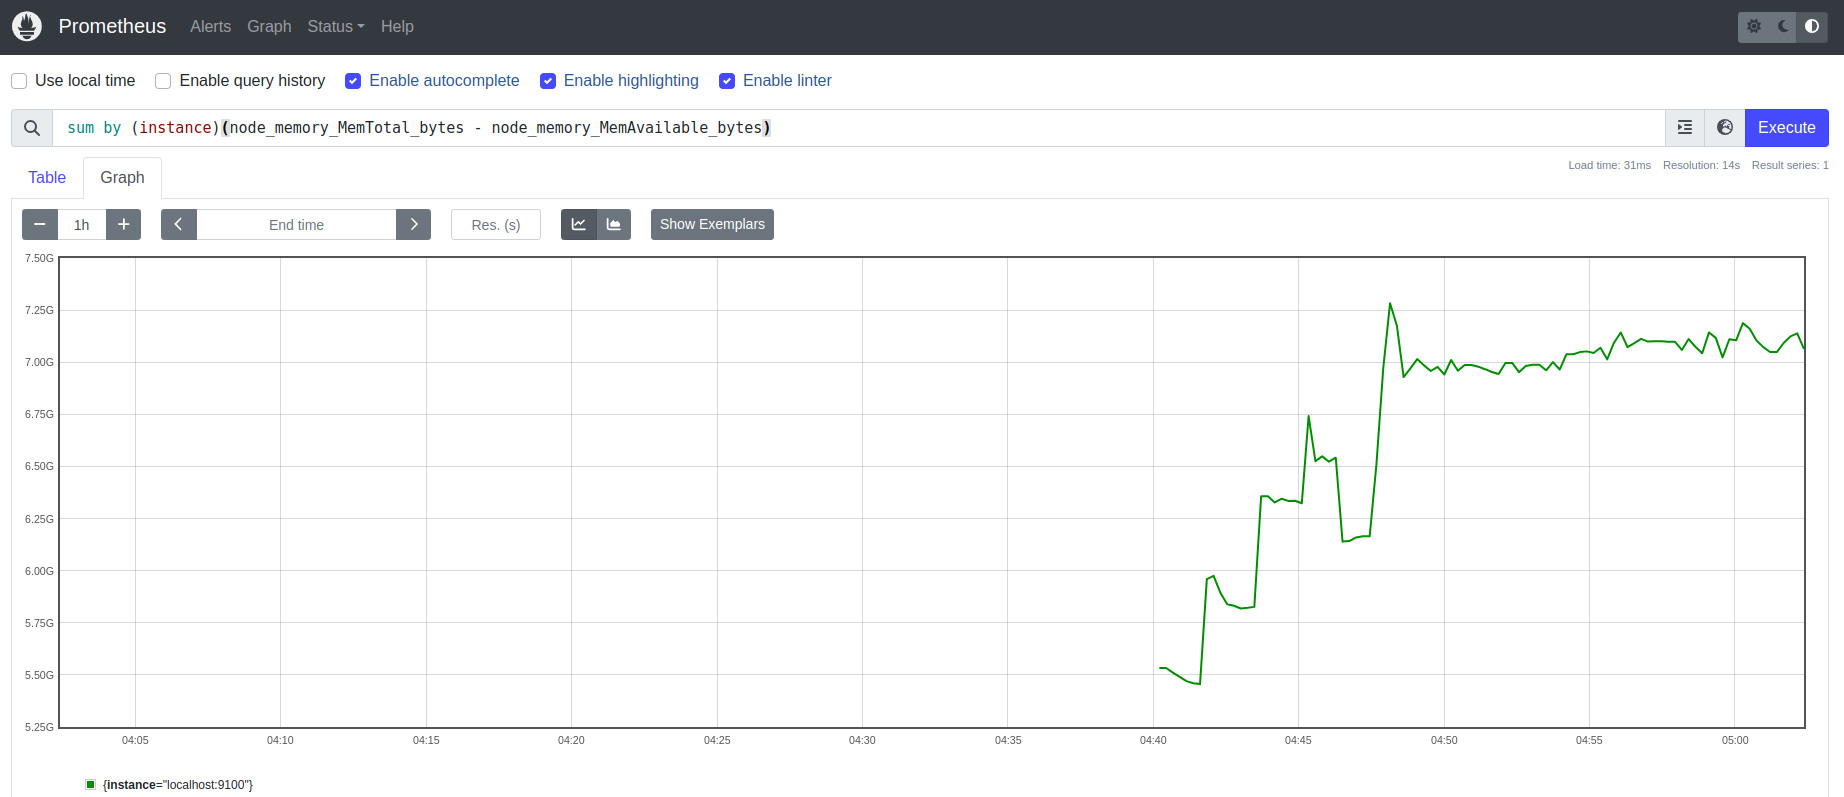 Prometheus Alerts Graph Status Help
Use local time Enable query history Enable autocomplete Enable highlighting Enable linter
sum by (instance)(node_memory_MemTotal_bytes - node_memory_MemAvailable_bytes) Execute
Load time: 31ms Resolution: 14s Result series: 1
Table Graph
1h End time Res. (s) Show Exemplars
7.50G
7.25G
7.00G
6.75G
6.50G
6.25G
6.00G
5.75G
5.50G
5.25G
04:05 04:10 04:15 04:20 04:25 04:30 04:35 04:40 04:45 04:50 04:55 05:00
{instance="localhost:9100"}